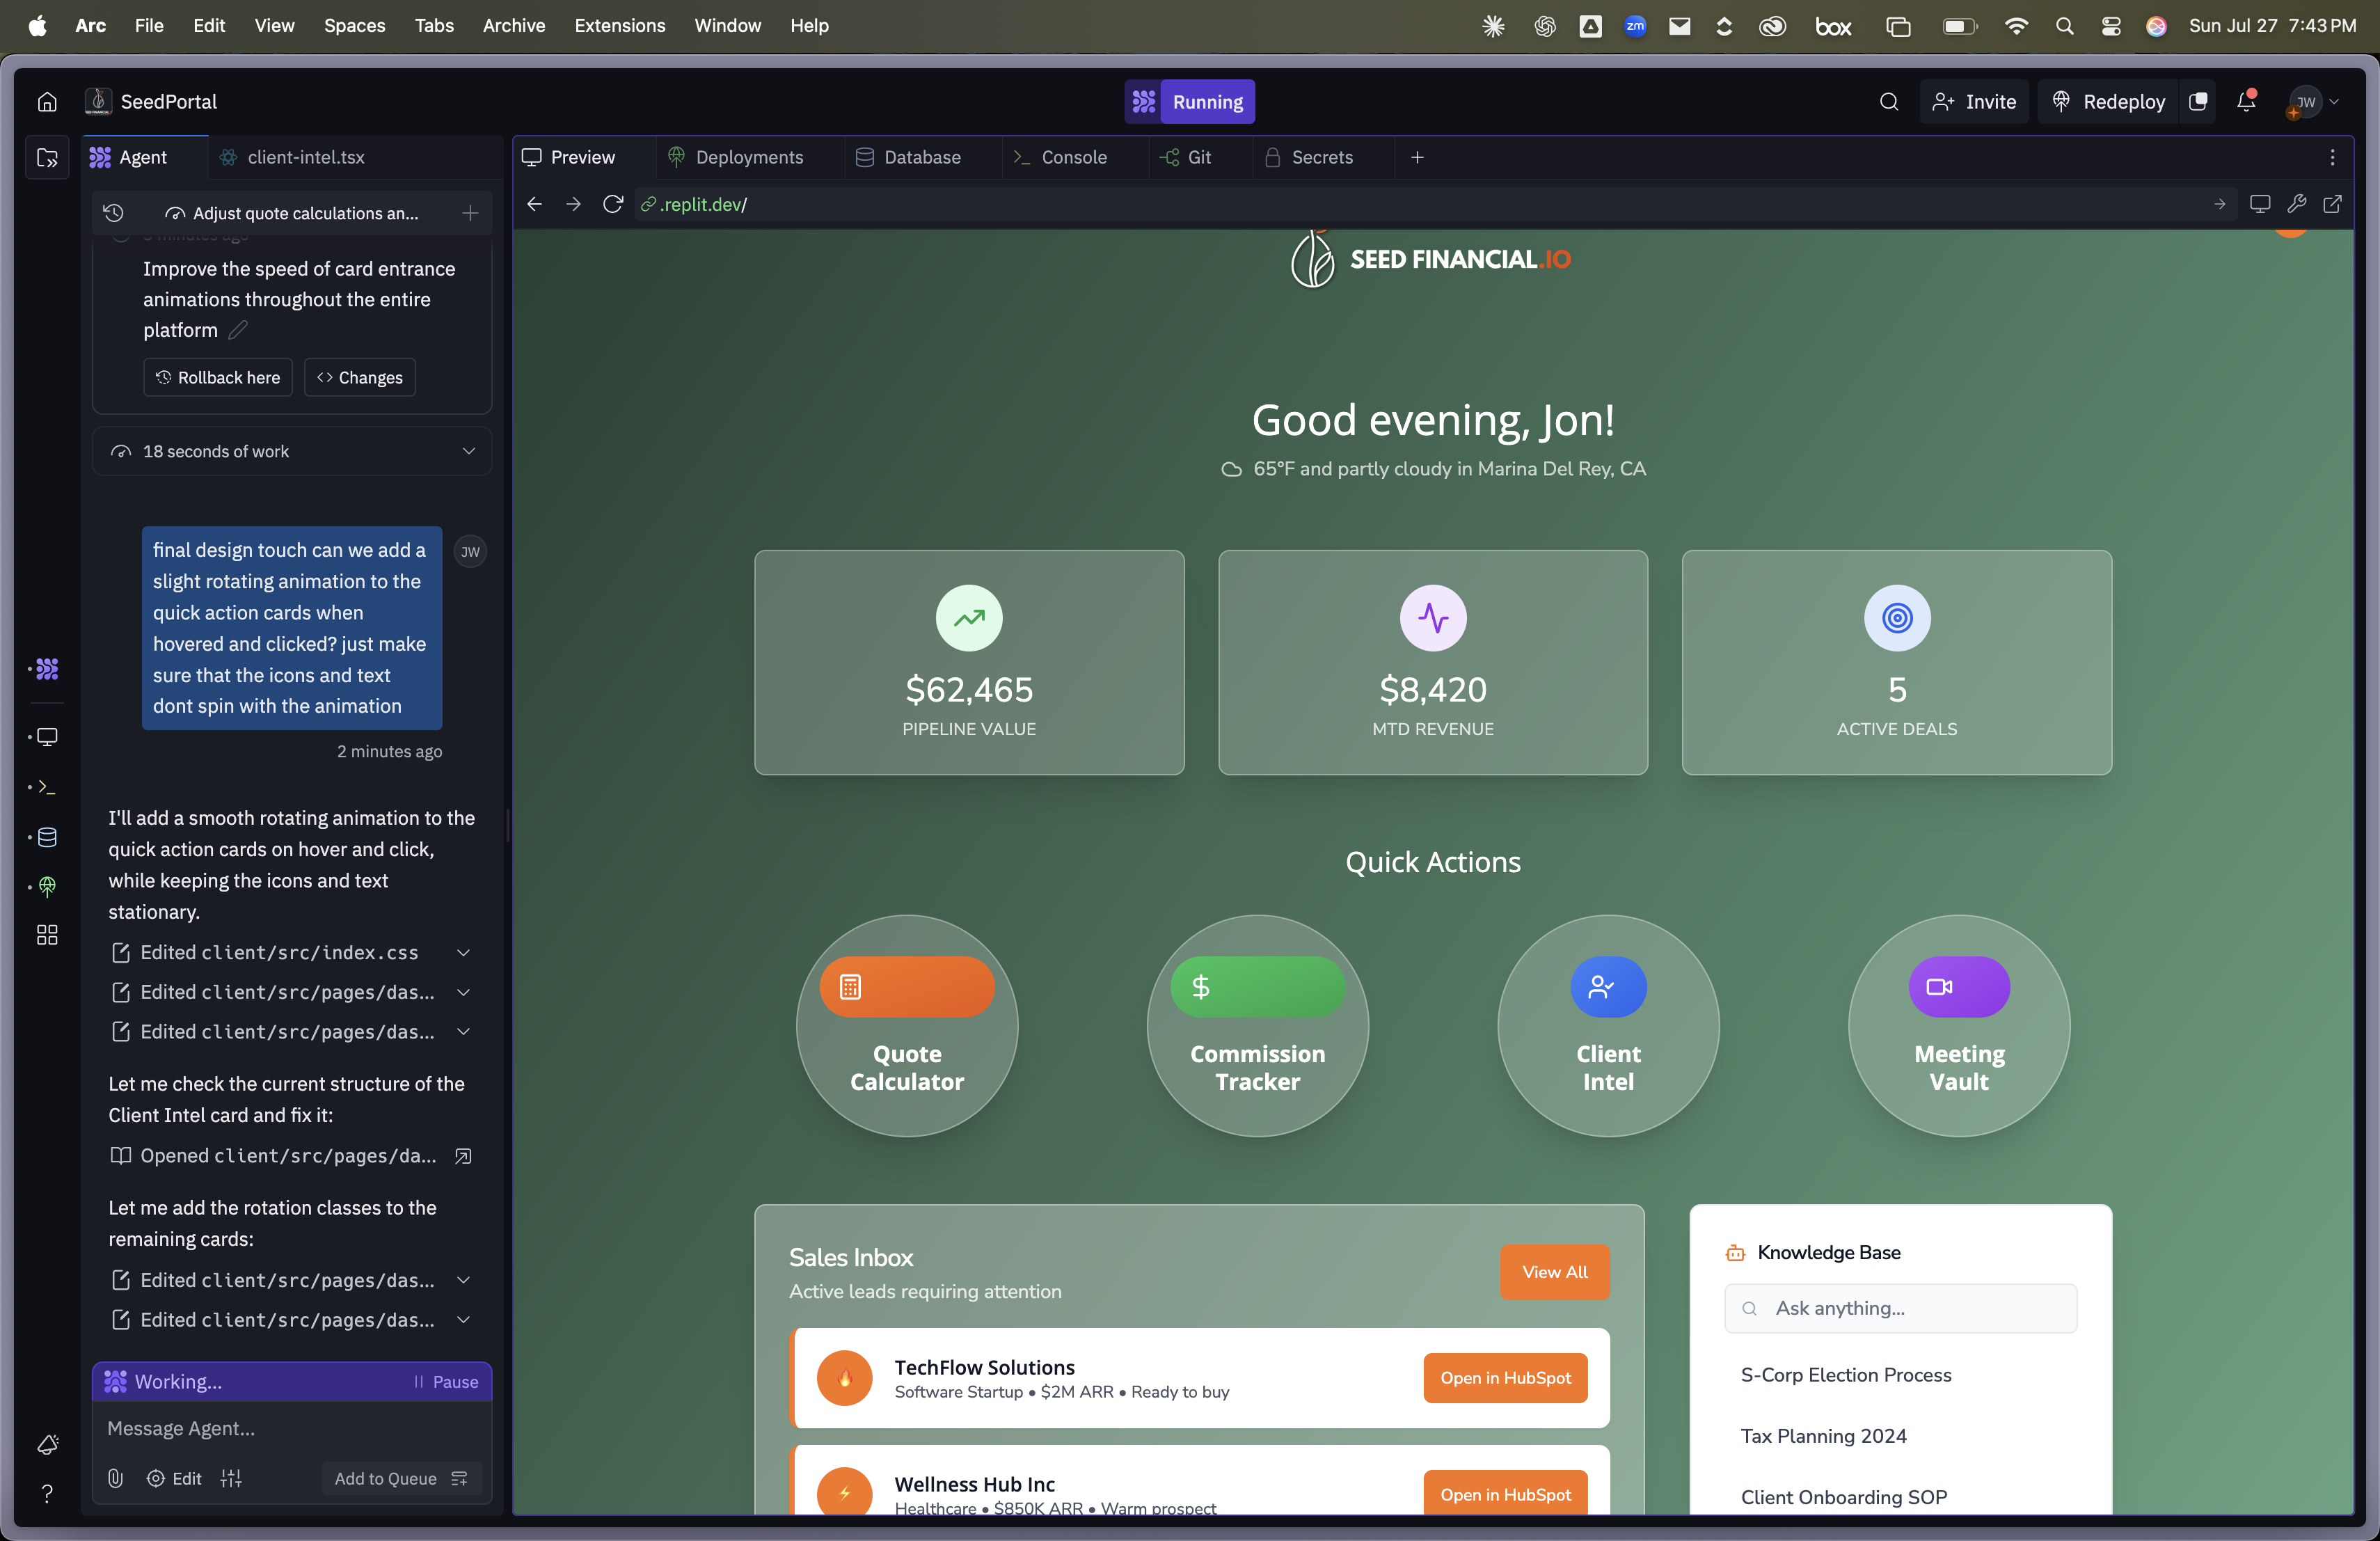 Arc File Edit View Spaces Tabs Archive Extensions Window Help
zm box Sun Jul 27 7:43 PM
SeedPortal
Running
Invite
Redeploy
JW
Agent
client-intel.tsx
Adjust quote calculations an...
Improve the speed of card entrance
animations throughout the entire
platform
Rollback here
Changes
18 seconds of work
final design touch can we add a
slight rotating animation to the
quick action cards when
hovered and clicked? just make
sure that the icons and text
dont spin with the animation
JW
2 minutes ago
I'll add a smooth rotating animation to the
quick action cards on hover and click,
while keeping the icons and text
stationary.
Edited client/src/index.css
Edited client/src/pages/das...
Edited client/src/pages/das...
Let me check the current structure of the
Client Intel card and fix it:
Opened client/src/pages/da...
Let me add the rotation classes to the
remaining cards:
Edited client/src/pages/das...
Edited client/src/pages/das...
Working...
Pause
Message Agent...
Edit
Add to Queue
Preview
Deployments
Database
Console
Git
Secrets
.replit.dev/
SEED FINANCIAL.IO
Good evening, Jon!
65°F and partly cloudy in Marina Del Rey, CA
$62,465
PIPELINE VALUE
$8,420
MTD REVENUE
5
ACTIVE DEALS
Quick Actions
Quote
Calculator
Commission
Tracker
Client
Intel
Meeting
Vault
Sales Inbox
Active leads requiring attention
View All
TechFlow Solutions
Software Startup • $2M ARR • Ready to buy
Open in HubSpot
Wellness Hub Inc
Healthcare • $850K ARR • Warm prospect
Open in HubSpot
Knowledge Base
Ask anything...
S-Corp Election Process
Tax Planning 2024
Client Onboarding SOP